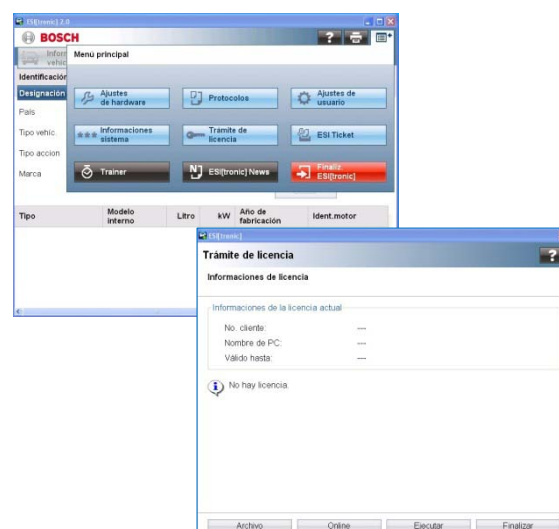 ESI[tronic] 2.0
BOSCH
?
Menú principal
Identificación
Designación
País
Tipo vehic.
Tipo accion
Marca
Ajustes
de hardware
Protocolos
Ajustes de
usuario
Informaciones
sistema
Trámite de
licencia
ESI Ticket
Trainer
ESI[tronic] News
Finaliz.
ESI[tronic]
Tipo
Modelo
interno
Litro
kW
Año de
fabricación
Ident.motor
ESI[tronic]
Trámite de licencia
?
Informaciones de licencia
Informaciones de la licencia actual
No. cliente: ---
Nombre de PC: ---
Válido hasta: ---
No hay licencia.
Archivo
Online
Ejecutar
Finalizar